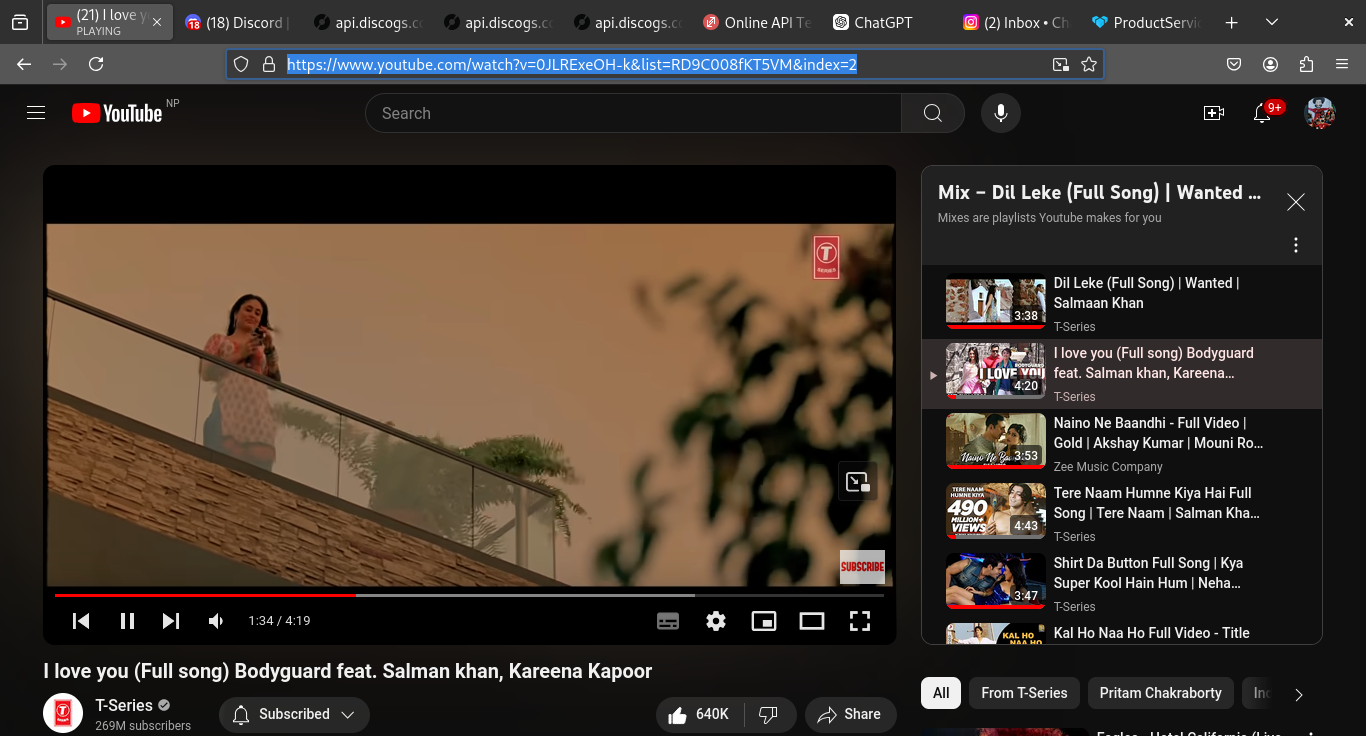 (21) I love y
PLAYING
(18) Discord |
api.discogs.co
api.discogs.co
api.discogs.co
Online API Te
ChatGPT
(2) Inbox • Ch
ProductServic
https://www.youtube.com/watch?v=0JLRExeOH-k&list=RD9C008fKT5VM&index=2
YouTube NP
Search
9+
T-SERIES
SUBSCRIBE
1:34 / 4:19
I love you (Full song) Bodyguard feat. Salman khan, Kareena Kapoor
T-Series
269M subscribers
Subscribed
640K
Share
Mix – Dil Leke (Full Song) | Wanted ...
Mixes are playlists Youtube makes for you
3:38
Dil Leke (Full Song) | Wanted |
Salmaan Khan
T-Series
BODYGUARD
I LOVE YOU
4:20
I love you (Full song) Bodyguard
feat. Salman khan, Kareena...
T-Series
Naino Ne Ba
3:53
Naino Ne Baandhi - Full Video |
Gold | Akshay Kumar | Mouni Ro...
Zee Music Company
TERE NAAM
HUMNE KIYA
490
MILLION+
VIEWS
4:43
Tere Naam Humne Kiya Hai Full
Song | Tere Naam | Salman Kha...
T-Series
3:47
Shirt Da Button Full Song | Kya
Super Kool Hain Hum | Neha...
T-Series
KAL HO
NAA HO
Kal Ho Naa Ho Full Video - Title
All
From T-Series
Pritam Chakraborty
Inc
Eagles - Hotel California (Live